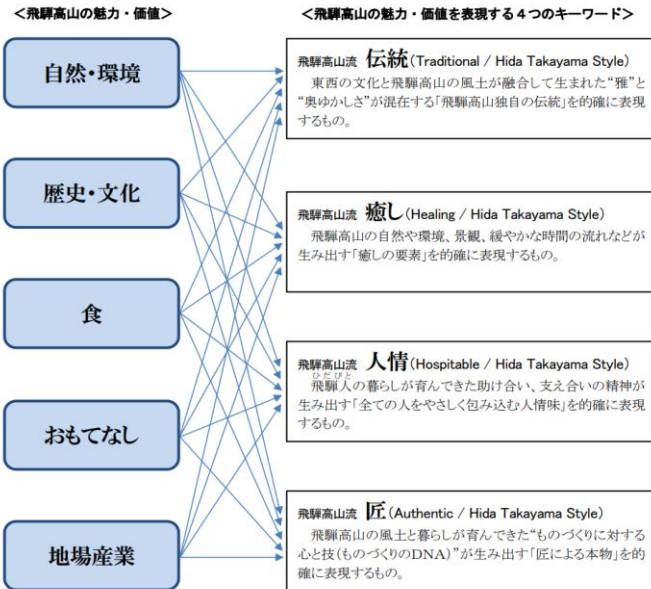 <飛騨高山の魅力・価値>
<飛騨高山の魅力・価値を表現する4つのキーワード>
自然・環境
歴史・文化
食
おもてなし
地場産業
飛騨高山流 伝統(Traditional / Hida Takayama Style)
東西の文化と飛騨高山の風土が融合して生まれた“雅”と
“奥ゆかしさ”が混在する「飛騨高山独自の伝統」を的確に表現
するもの。
飛騨高山流 癒し(Healing / Hida Takayama Style)
飛騨高山の自然や環境、景観、緩やかな時間の流れなどが
生み出す「癒しの要素」を的確に表現するもの。
飛騨高山流 人情(Hospitable / Hida Takayama Style)
ひだびと
飛騨人の暮らしが育んできた助け合い、支え合いの精神が
生み出す「全ての人をやさしく包み込む人情味」を的確に表現
するもの。
飛騨高山流 匠(Authentic / Hida Takayama Style)
飛騨高山の風土と暮らしが育んできた“ものづくりに対する
心と技(ものづくりのDNA)”が生み出す「匠による本物」を的
確に表現するもの。